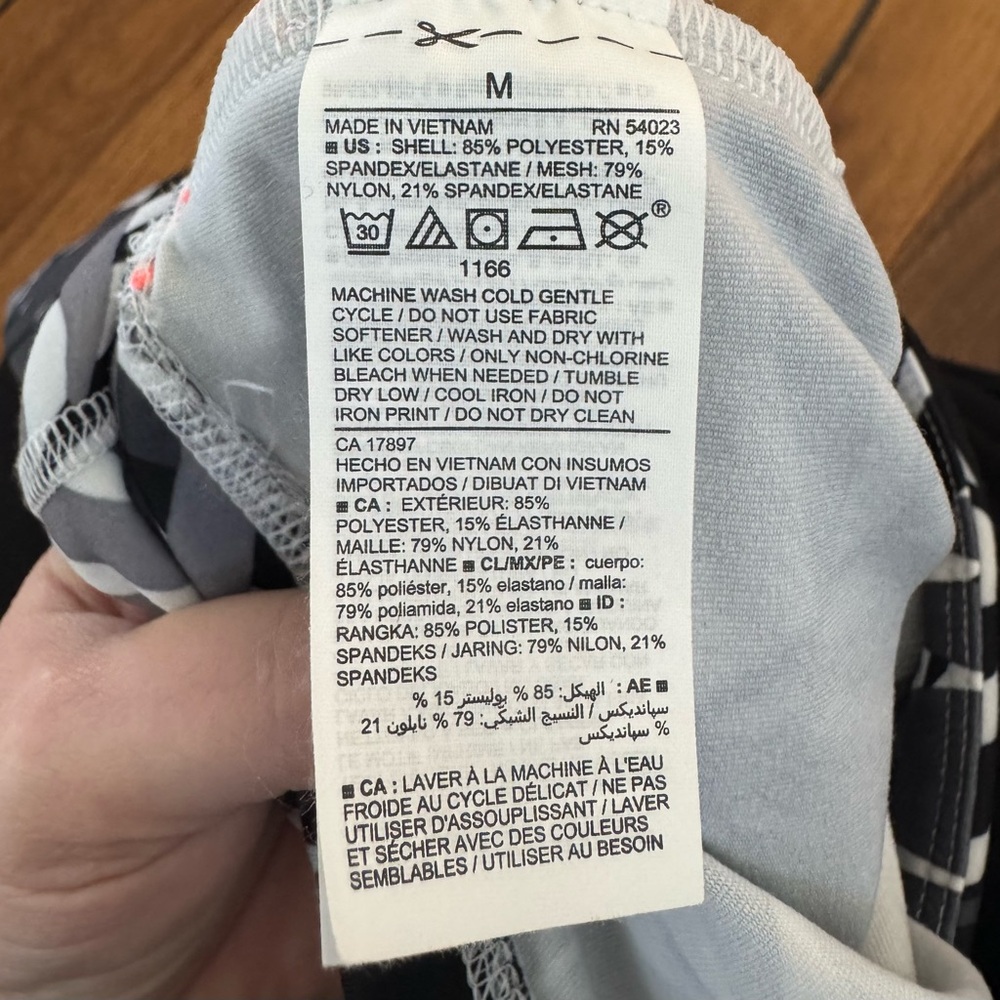 M
MADE IN VIETNAM RN 54023
US : SHELL: 85% POLYESTER, 15%
SPANDEX/ELASTANE / MESH: 79%
NYLON, 21% SPANDEX/ELASTANE
30 ®
1166
MACHINE WASH COLD GENTLE
CYCLE / DO NOT USE FABRIC
SOFTENER / WASH AND DRY WITH
LIKE COLORS / ONLY NON-CHLORINE
BLEACH WHEN NEEDED / TUMBLE
DRY LOW / COOL IRON / DO NOT
IRON PRINT / DO NOT DRY CLEAN
CA 17897
HECHO EN VIETNAM CON INSUMOS
IMPORTADOS / DIBUAT DI VIETNAM
CA : EXTÉRIEUR: 85%
POLYESTER, 15% ÉLASTHANNE /
MAILLE: 79% NYLON, 21%
ÉLASTHANNE CL/MX/PE : cuerpo:
85% poliéster, 15% elastano / malla:
79% poliamida, 21% elastano ID :
RANGKA: 85% POLISTER, 15%
SPANDEKS / JARING: 79% NILON, 21%
SPANDEKS
AE : الهيكل: 85 % بوليستر 15 %
سپانديكس / النسيج الشبكي: 79 % نايلون 21
% سپانديكس
CA : LAVER À LA MACHINE À L'EAU
FROIDE AU CYCLE DÉLICAT / NE PAS
UTILISER D'ASSOUPLISSANT / LAVER
ET SÉCHER AVEC DES COULEURS
SEMBLABLES / UTILISER AU BESOIN